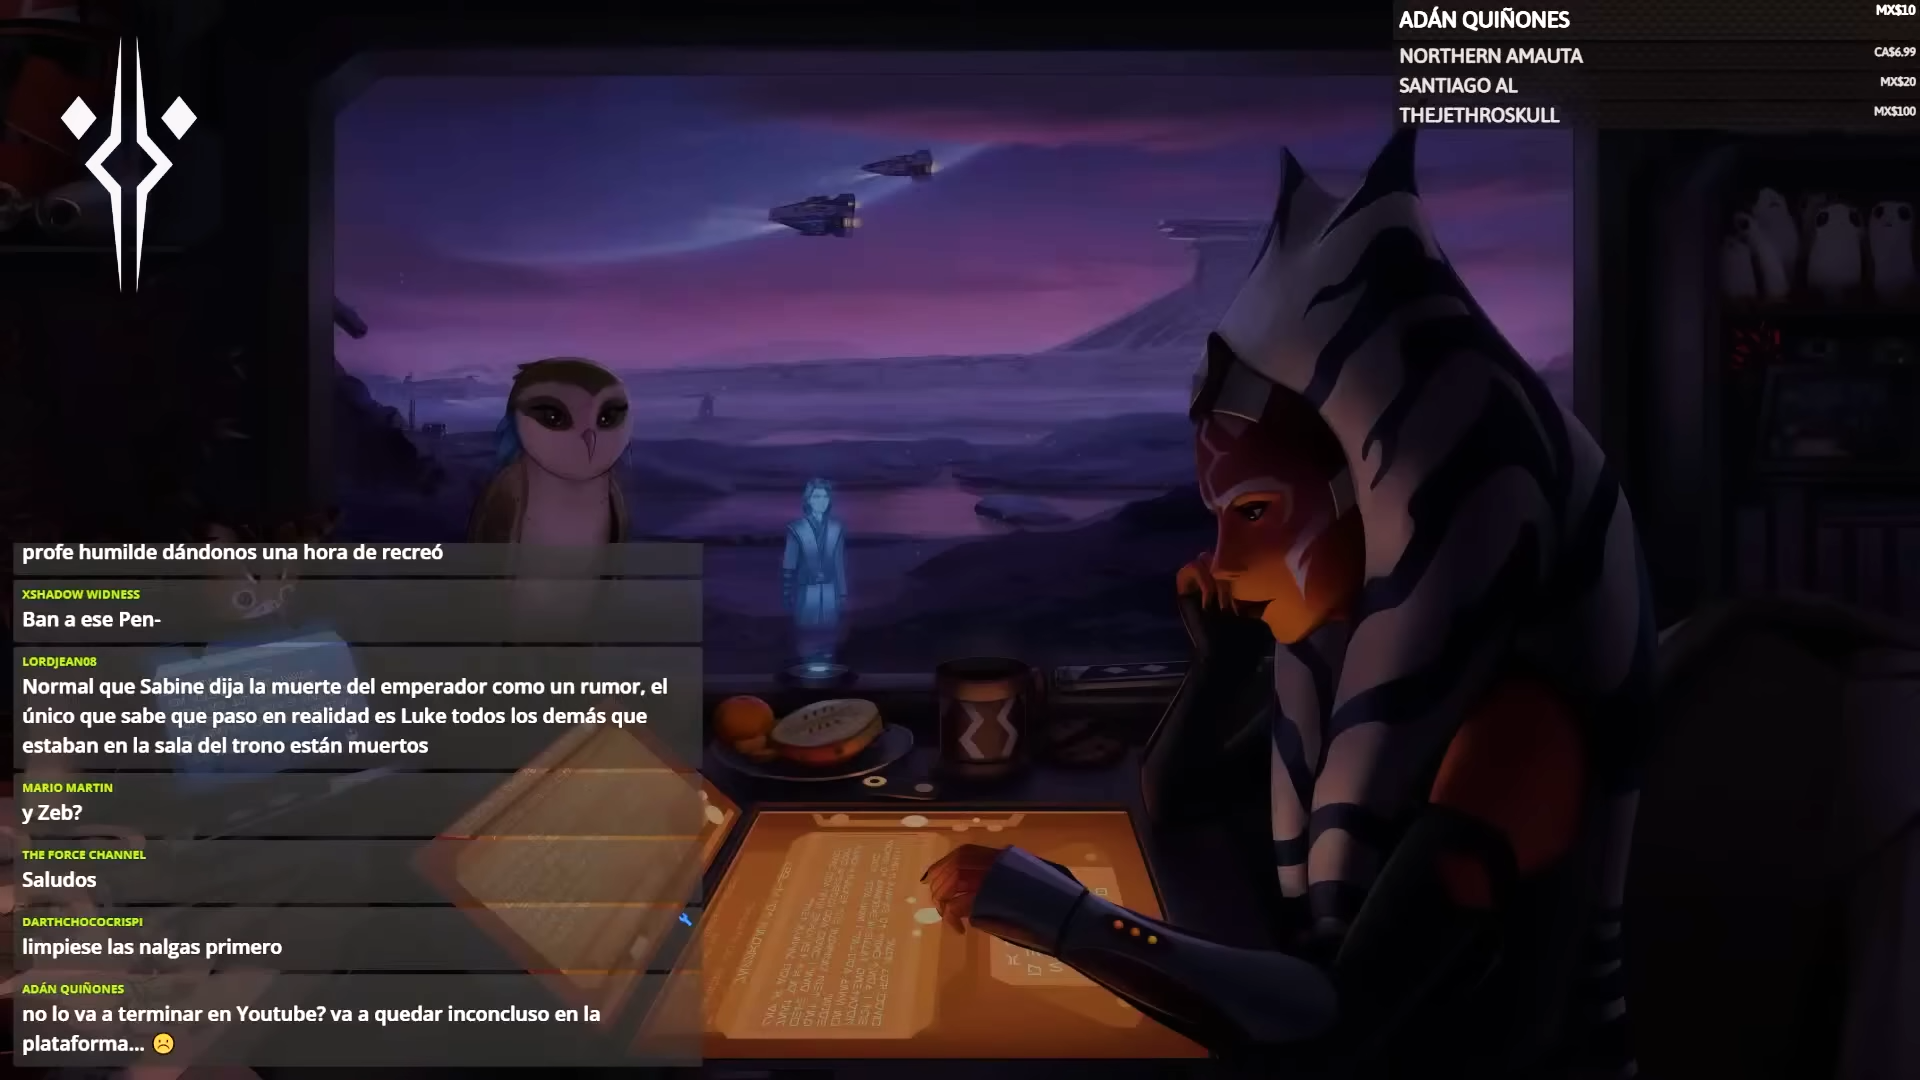 ADÁN QUIÑONES MX$10
NORTHERN AMAUTA CA$6.99
SANTIAGO AL MX$20
THEJETHROSKULL MX$100
profe humilde dándonos una hora de recreó
XSHADOW WIDNESS
Ban a ese Pen-
LORDJEAN08
Normal que Sabine dija la muerte del emperador como un rumor, el
único que sabe que paso en realidad es Luke todos los demás que
estaban en la sala del trono están muertos
MARIO MARTIN
y Zeb?
THE FORCE CHANNEL
Saludos
DARTHCHOCOCRISPI
limpiese las nalgas primero
ADÁN QUIÑONES
no lo va a terminar en Youtube? va a quedar inconcluso en la
plataforma... ☹️